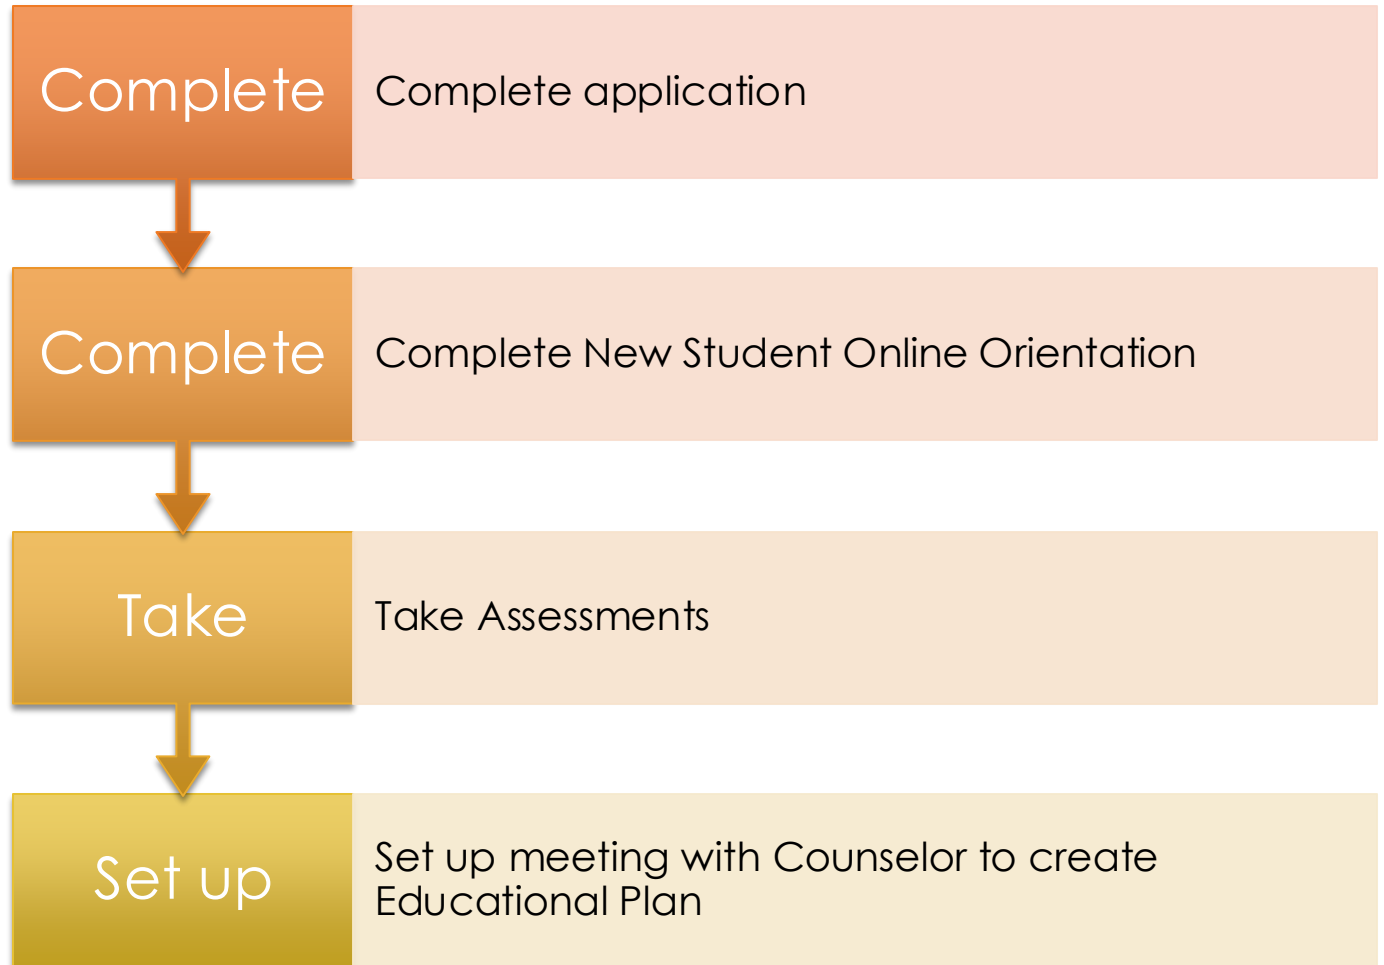 Complete
Complete application
Complete
Complete New Student Online Orientation
Take
Take Assessments
Set up
Set up meeting with Counselor to create
Educational Plan